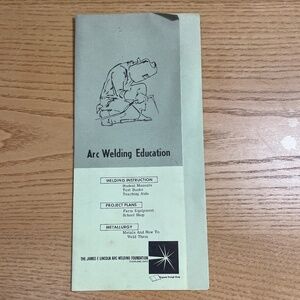 Arc Welding Education
WELDING INSTRUCTION
Student Manuals
Text Books
Teaching Aids
PROJECT PLANS
Farm Equipment
School Shop
METALLURGY
Metals And How To
Weld Them
THE JAMES F. LINCOLN ARC WELDING FOUNDATION